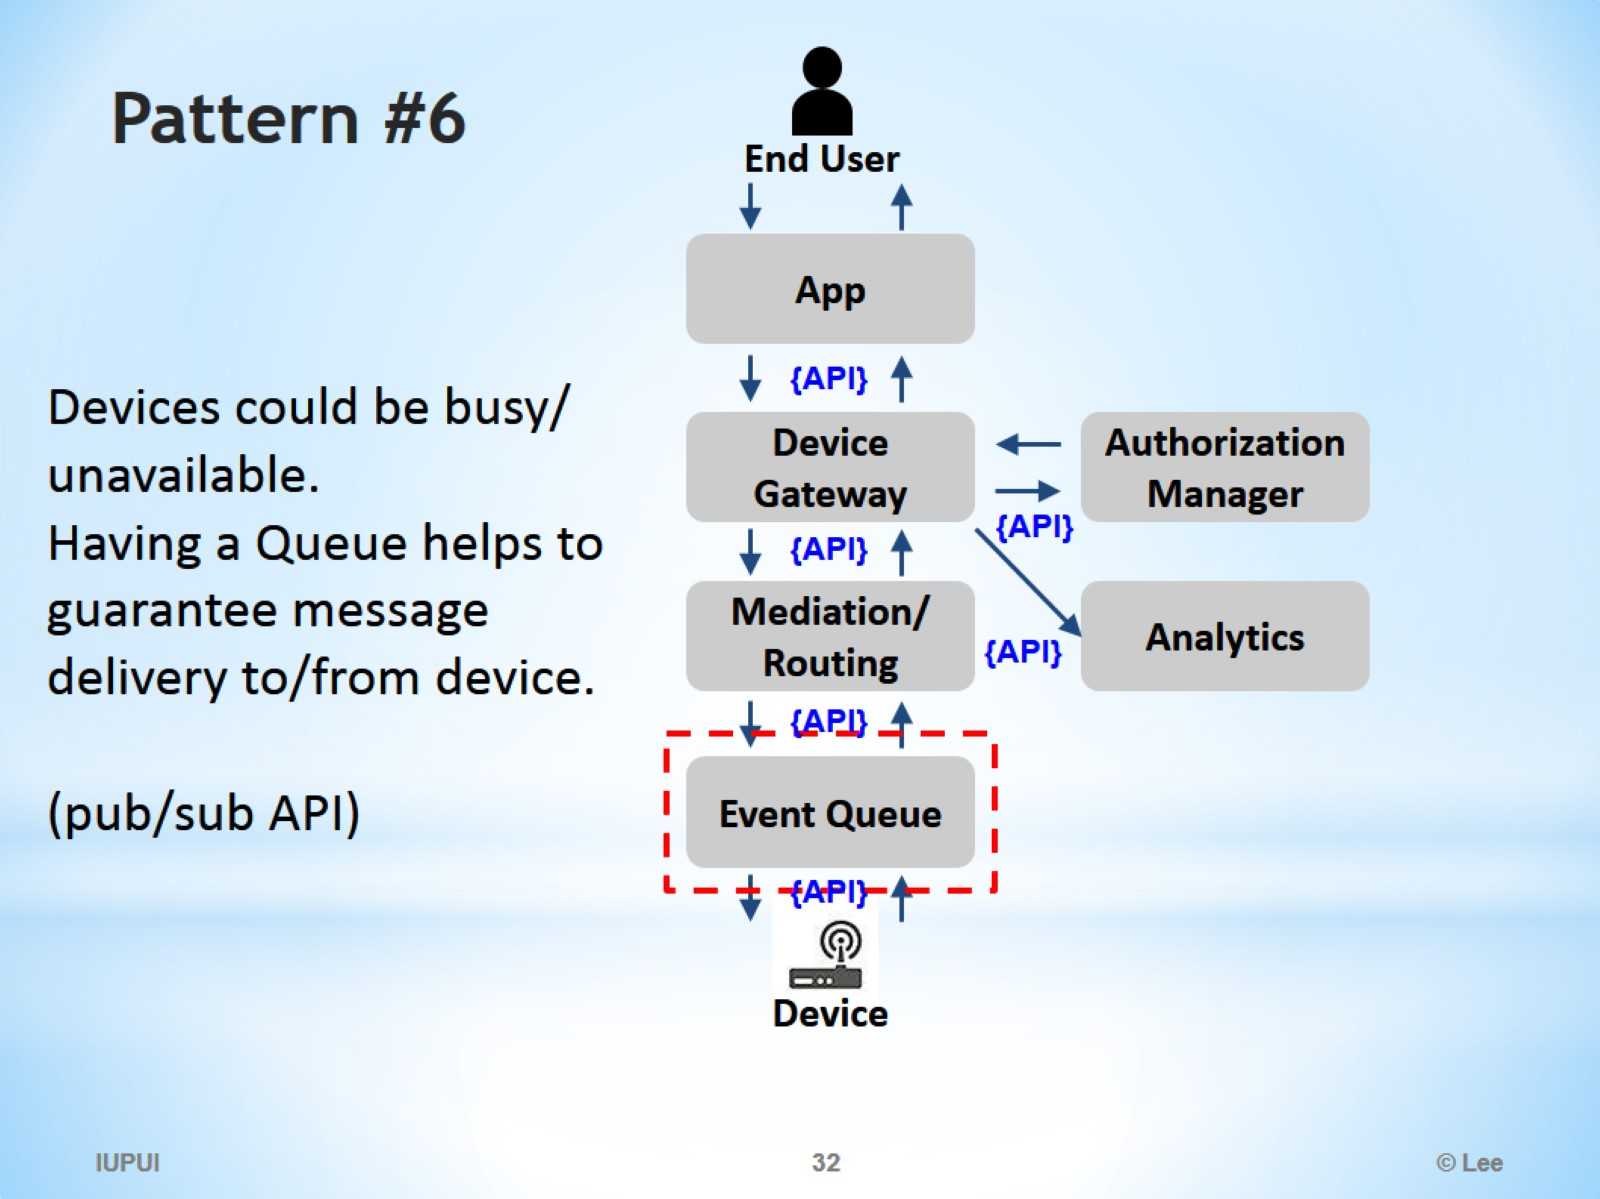 Pattern #6
End User
App
{API}
Devices could be busy/
unavailable.
Having a Queue helps to
guarantee message
delivery to/from device.
(pub/sub API)
Device
Gateway
Authorization
Manager
{API}
{API}
Mediation/
Routing
{API}
Analytics
{API}
Event Queue
{API}
Device
IUPUI
32
© Lee